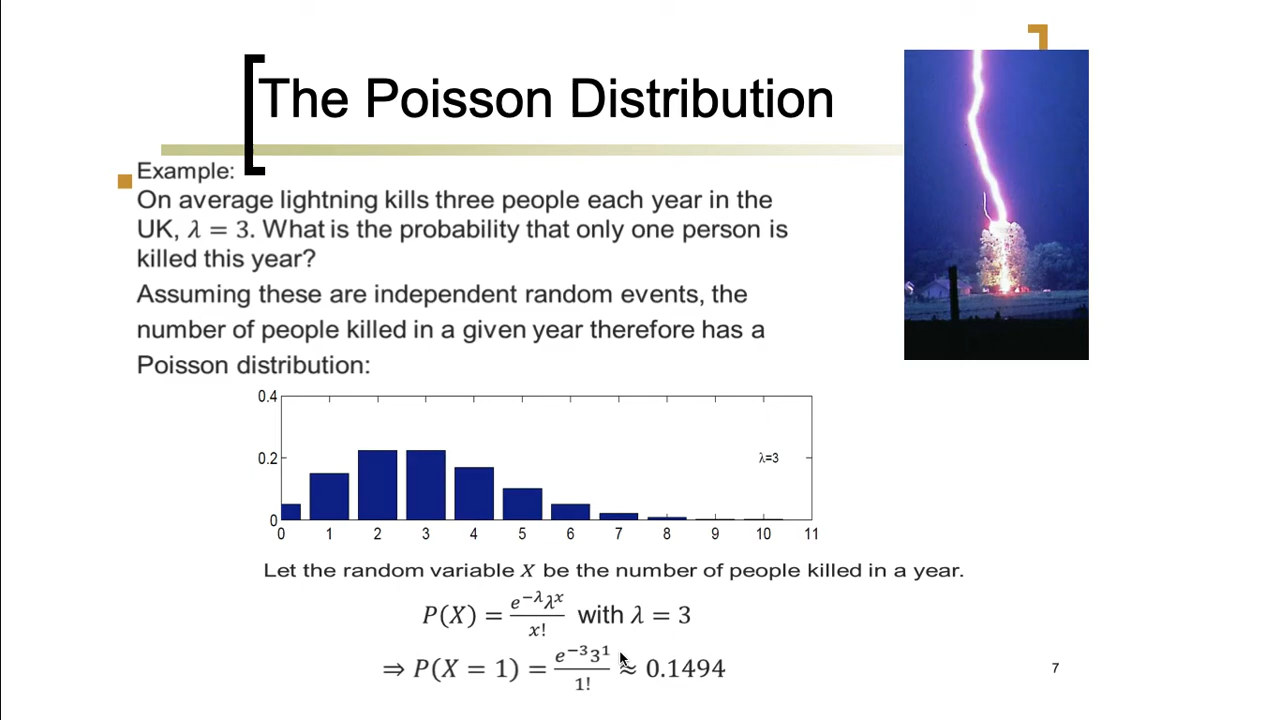 The Poisson Distribution
Example:
On average lightning kills three people each year in the
UK, λ = 3. What is the probability that only one person is
killed this year?
Assuming these are independent random events, the
number of people killed in a given year therefore has a
Poisson distribution:
0.4
0.2
0
λ=3
0 1 2 3 4 5 6 7 8 9 10 11
Let the random variable X be the number of people killed in a year.
P(X) = e^{−λ}λ^x / x! with λ = 3
⇒ P(X = 1) = e^{−3}3^1 / 1! ≈ 0.1494
7